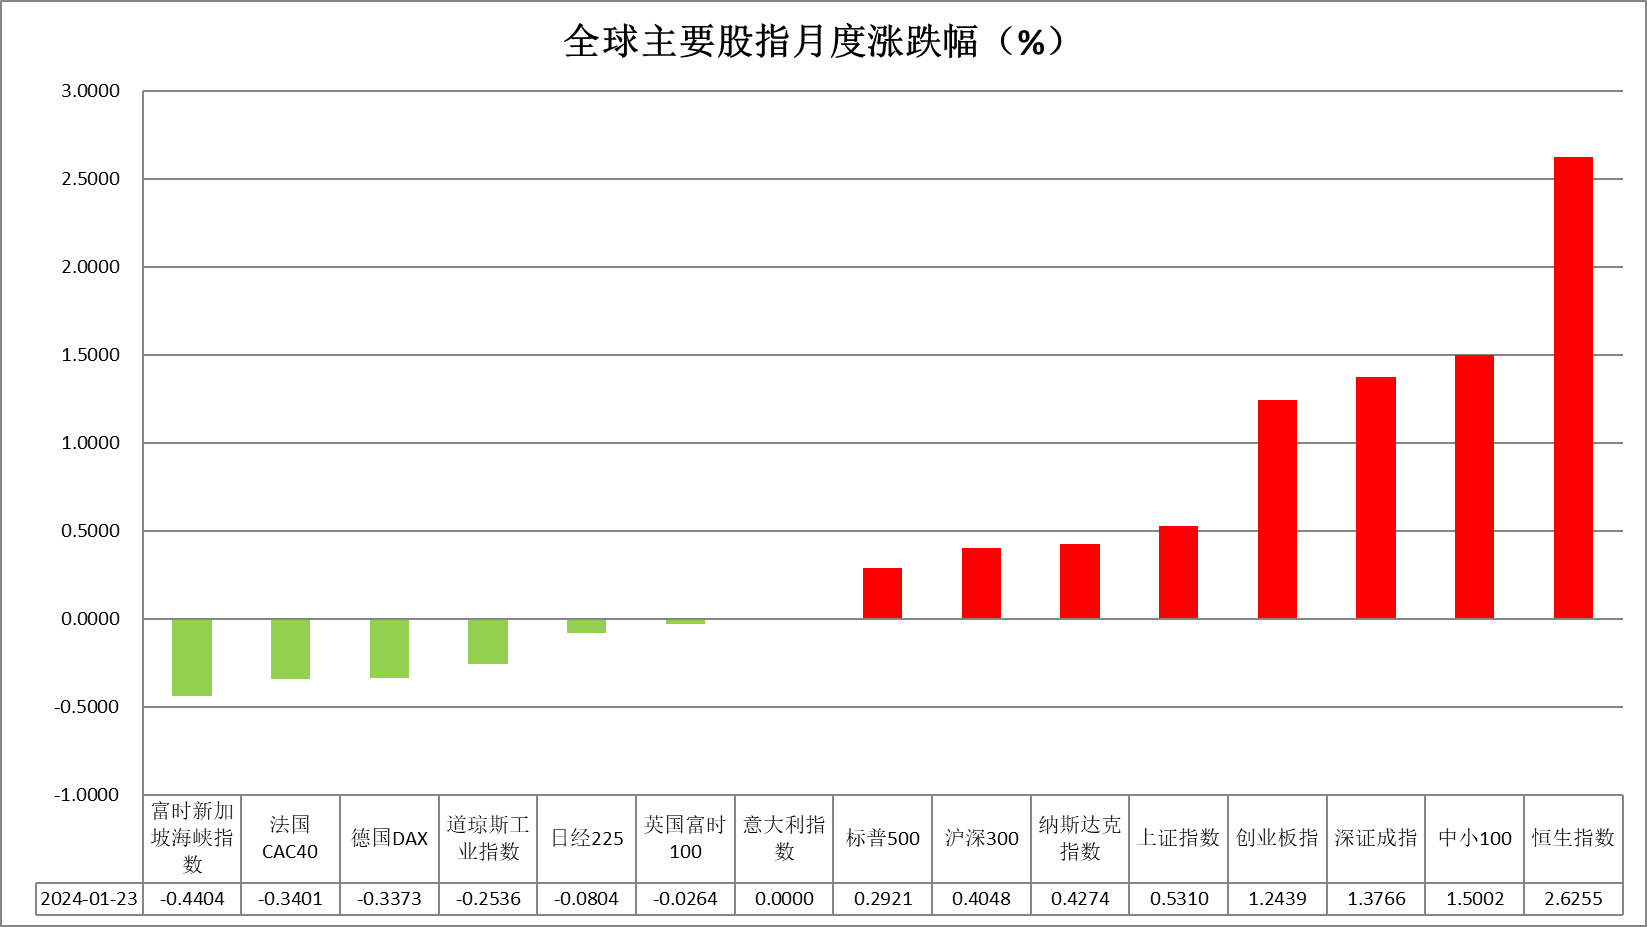 全球主要股指月度涨跌幅（%）
3.0000
2.5000
2.0000
1.5000
1.0000
0.5000
0.0000
-0.5000
-1.0000
富时新加
坡海峡指
数
法国
CAC40
德国DAX
道琼斯工
业指数
日经225
英国富时
100
意大利指
数
标普500
沪深300
纳斯达克
指数
上证指数
创业板指
深证成指
中小100
恒生指数
2024-01-23 -0.4404 -0.3401 -0.3373 -0.2536 -0.0804 -0.0264 0.0000 0.2921 0.4048 0.4274 0.5310 1.2439 1.3766 1.5002 2.6255